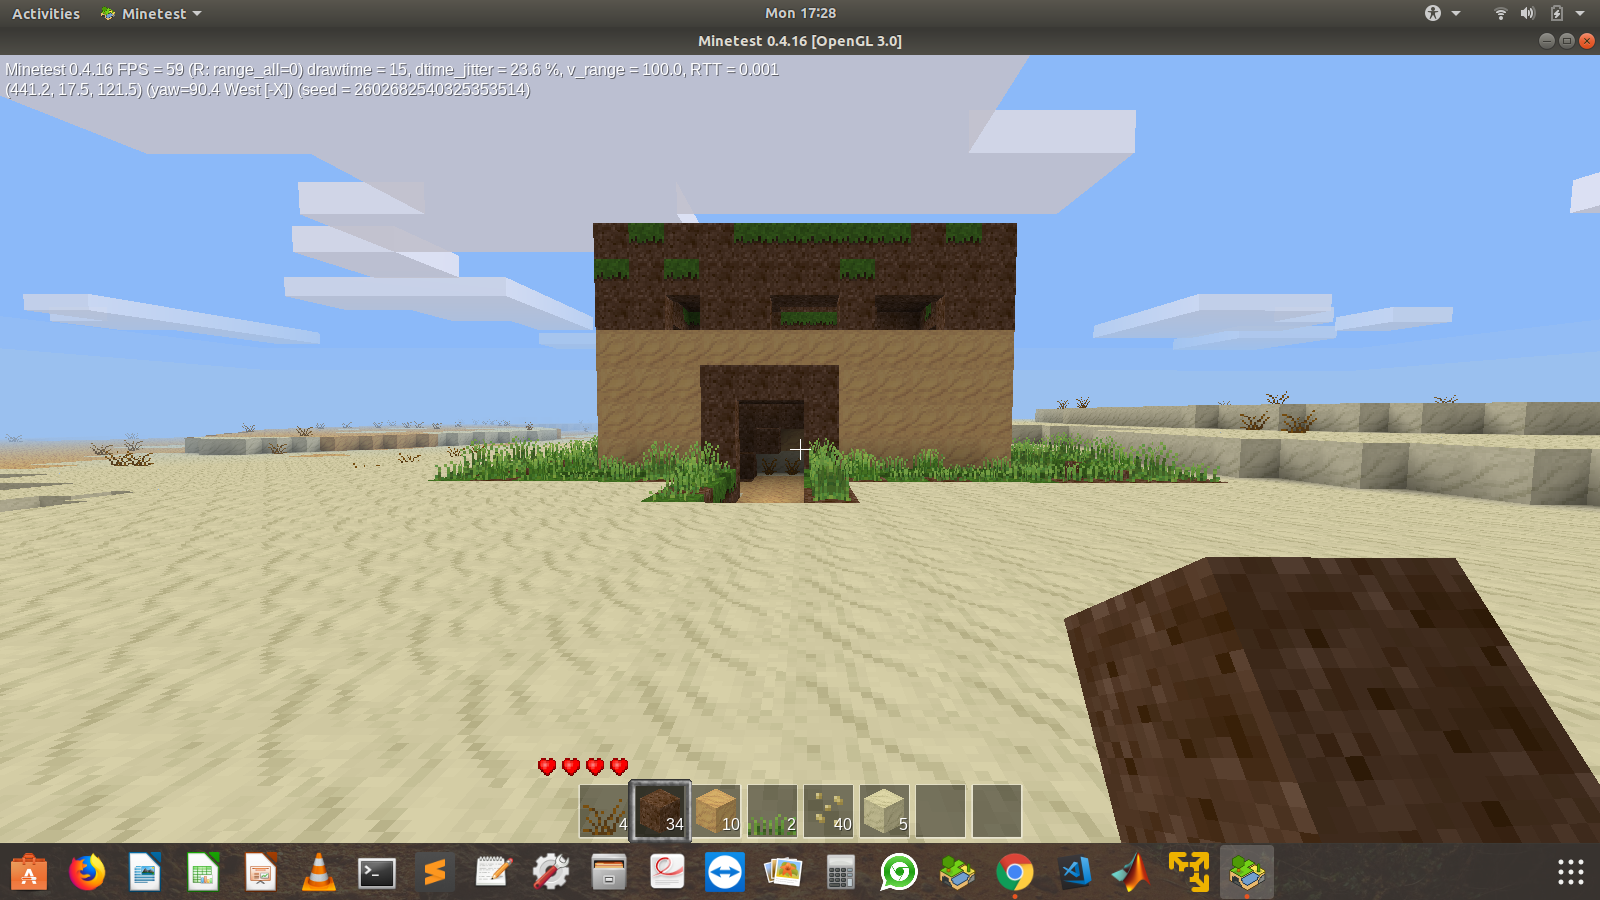 Activities Minetest Mon 17:28
Minetest 0.4.16 [OpenGL 3.0]
Minetest 0.4.16 FPS = 59 (R: range_all=0) drawtime = 15, dtime_jitter = 23.6 %, v_range = 100.0, RTT = 0.001
(441.2, 17.5, 121.5) (yaw=90.4 West [-X]) (seed = 2602682540325353514)
4 34 10 2 40 5